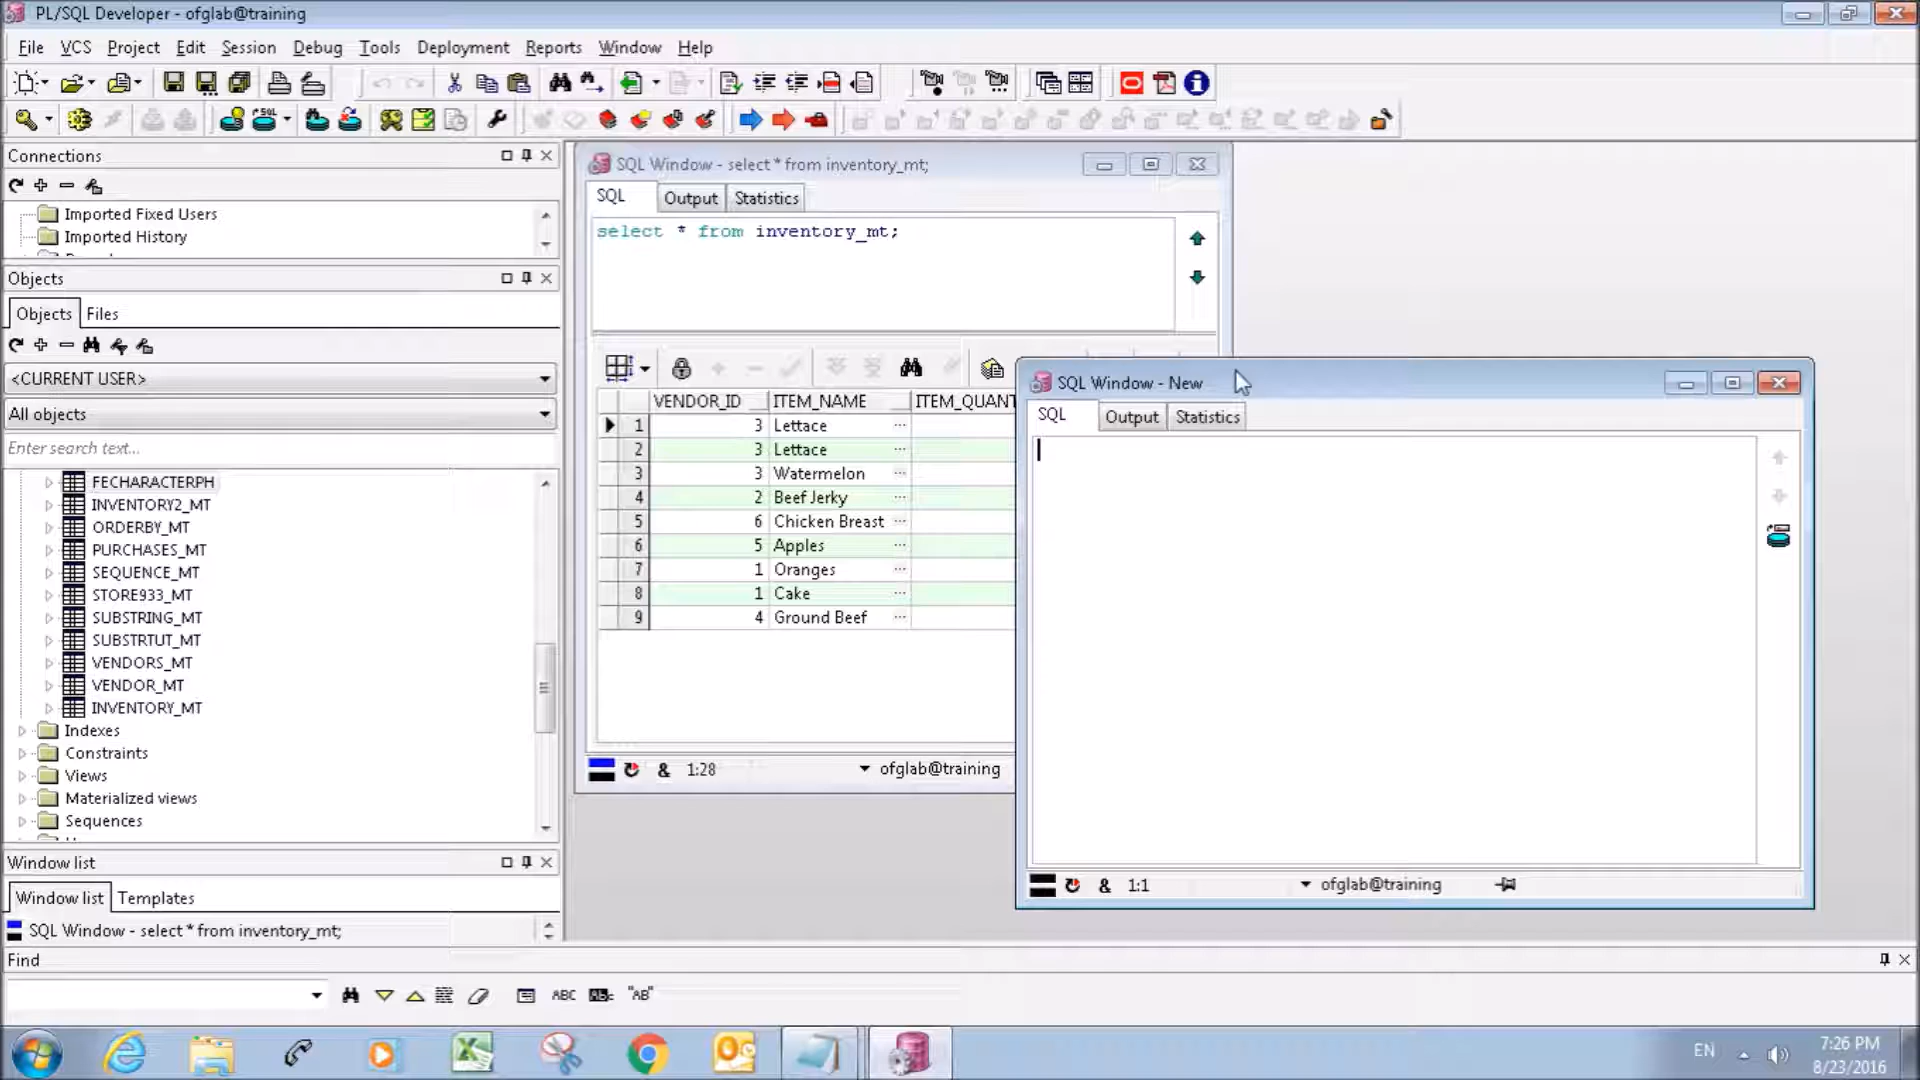 PL/SQL Developer - ofglab@training
File VCS Project Edit Session Debug Tools Deployment Reports Window Help
Connections
Imported Fixed Users
Imported History
Objects
Objects Files
<CURRENT USER>
All objects
Enter search text...
FECHARACTERPH
INVENTORY2_MT
ORDERBY_MT
PURCHASES_MT
SEQUENCE_MT
STORE933_MT
SUBSTRING_MT
SUBSTRTUT_MT
VENDORS_MT
VENDOR_MT
INVENTORY_MT
Indexes
Constraints
Views
Materialized views
Sequences
Window list
Window list Templates
SQL Window - select * from inventory_mt;
SQL Window - select * from inventory_mt;
SQL Output Statistics
select * from inventory_mt;
VENDOR_ID ITEM_NAME ITEM_QUANT
1 3 Lettace ...
2 3 Lettace ...
3 3 Watermelon ...
4 2 Beef Jerky ...
5 6 Chicken Breast ...
6 5 Apples ...
7 1 Oranges ...
8 1 Cake ...
9 4 Ground Beef ...
& 1:28 ofglab@training
SQL Window - New
SQL Output Statistics
& 1:1 ofglab@training
Find
ABC "AB"
EN 7:26 PM
8/23/2016